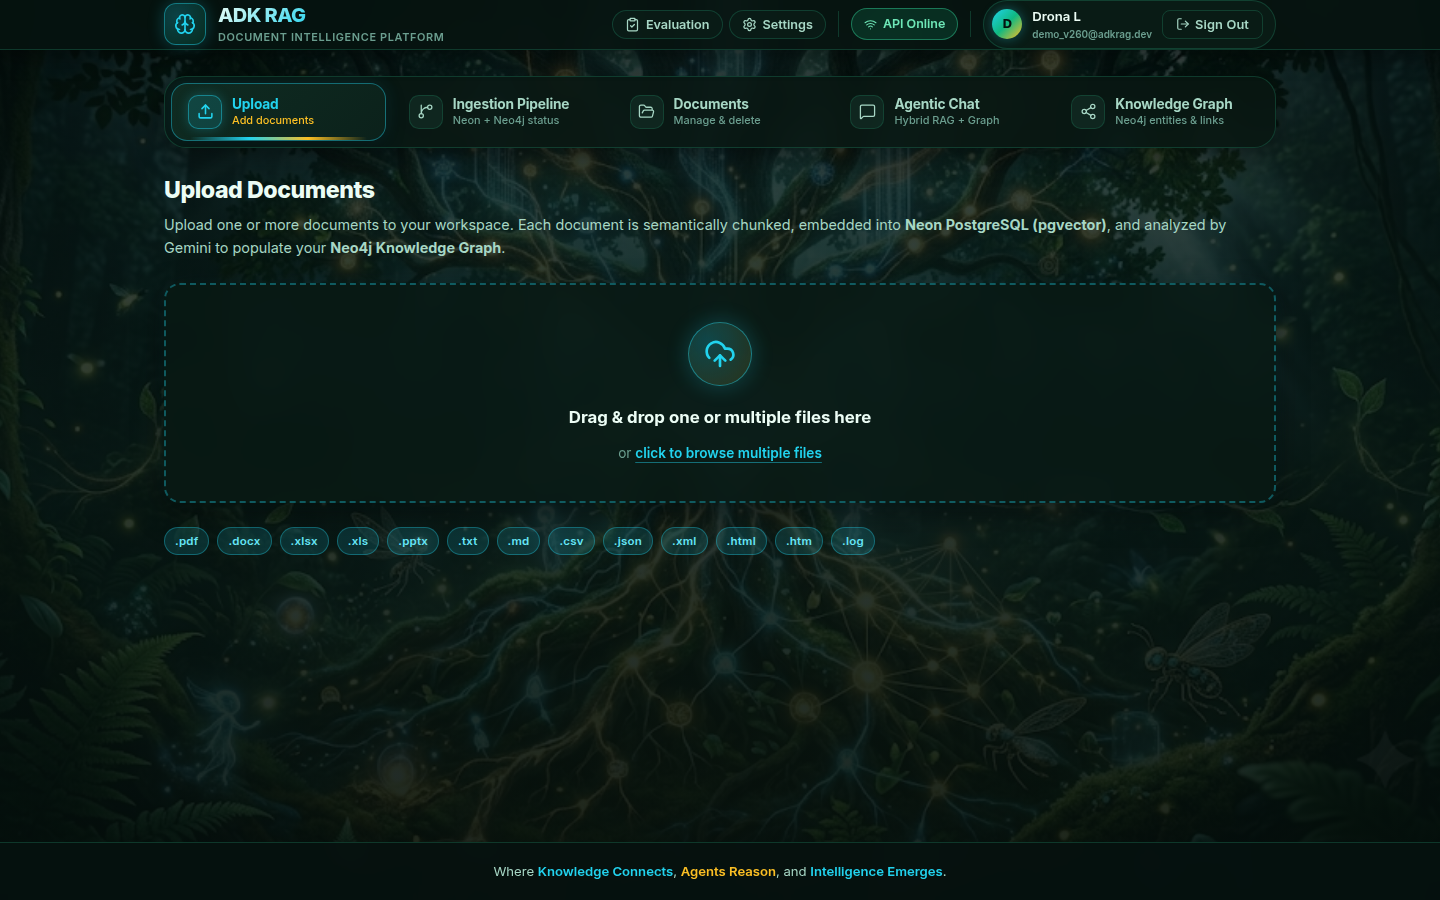 ADK RAG
DOCUMENT INTELLIGENCE PLATFORM
Evaluation
Settings
API Online
D
Drona L
demo_v260@adkrag.dev
Sign Out
Upload
Add documents
Ingestion Pipeline
Neon + Neo4j status
Documents
Manage & delete
Agentic Chat
Hybrid RAG + Graph
Knowledge Graph
Neo4j entities & links
Upload Documents
Upload one or more documents to your workspace. Each document is semantically chunked, embedded into Neon PostgreSQL (pgvector), and analyzed by
Gemini to populate your Neo4j Knowledge Graph.
Drag & drop one or multiple files here
or click to browse multiple files
.pdf .docx .xlsx .xls .pptx .txt .md .csv .json .xml .html .htm .log
Where Knowledge Connects, Agents Reason, and Intelligence Emerges.